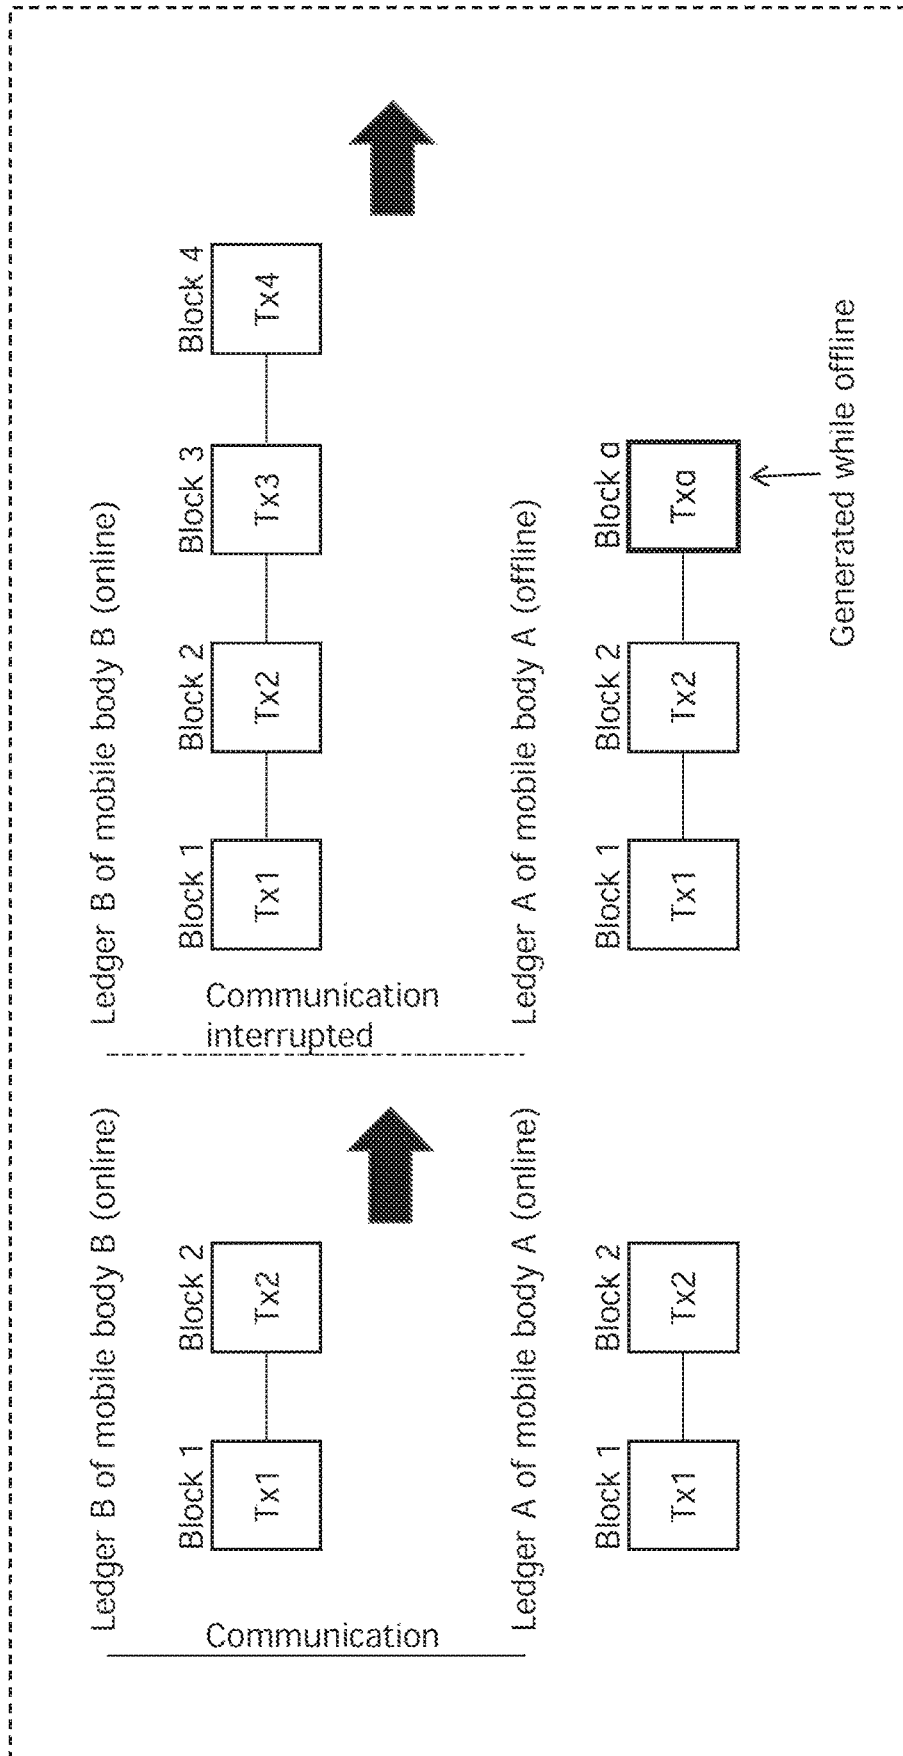 Ledger B of mobile body B (online)
Block 1
Block 2
Tx1
Tx2
Communication
Ledger A of mobile body A (online)
Block 1
Block 2
Tx1
Tx2
Ledger B of mobile body B (online)
Block 1
Block 2
Block 3
Block 4
Tx1
Tx2
Tx3
Tx4
Communication
interrupted
Ledger A of mobile body A (offline)
Block 1
Block 2
Block a
Tx1
Tx2
Txa
Generated while offline